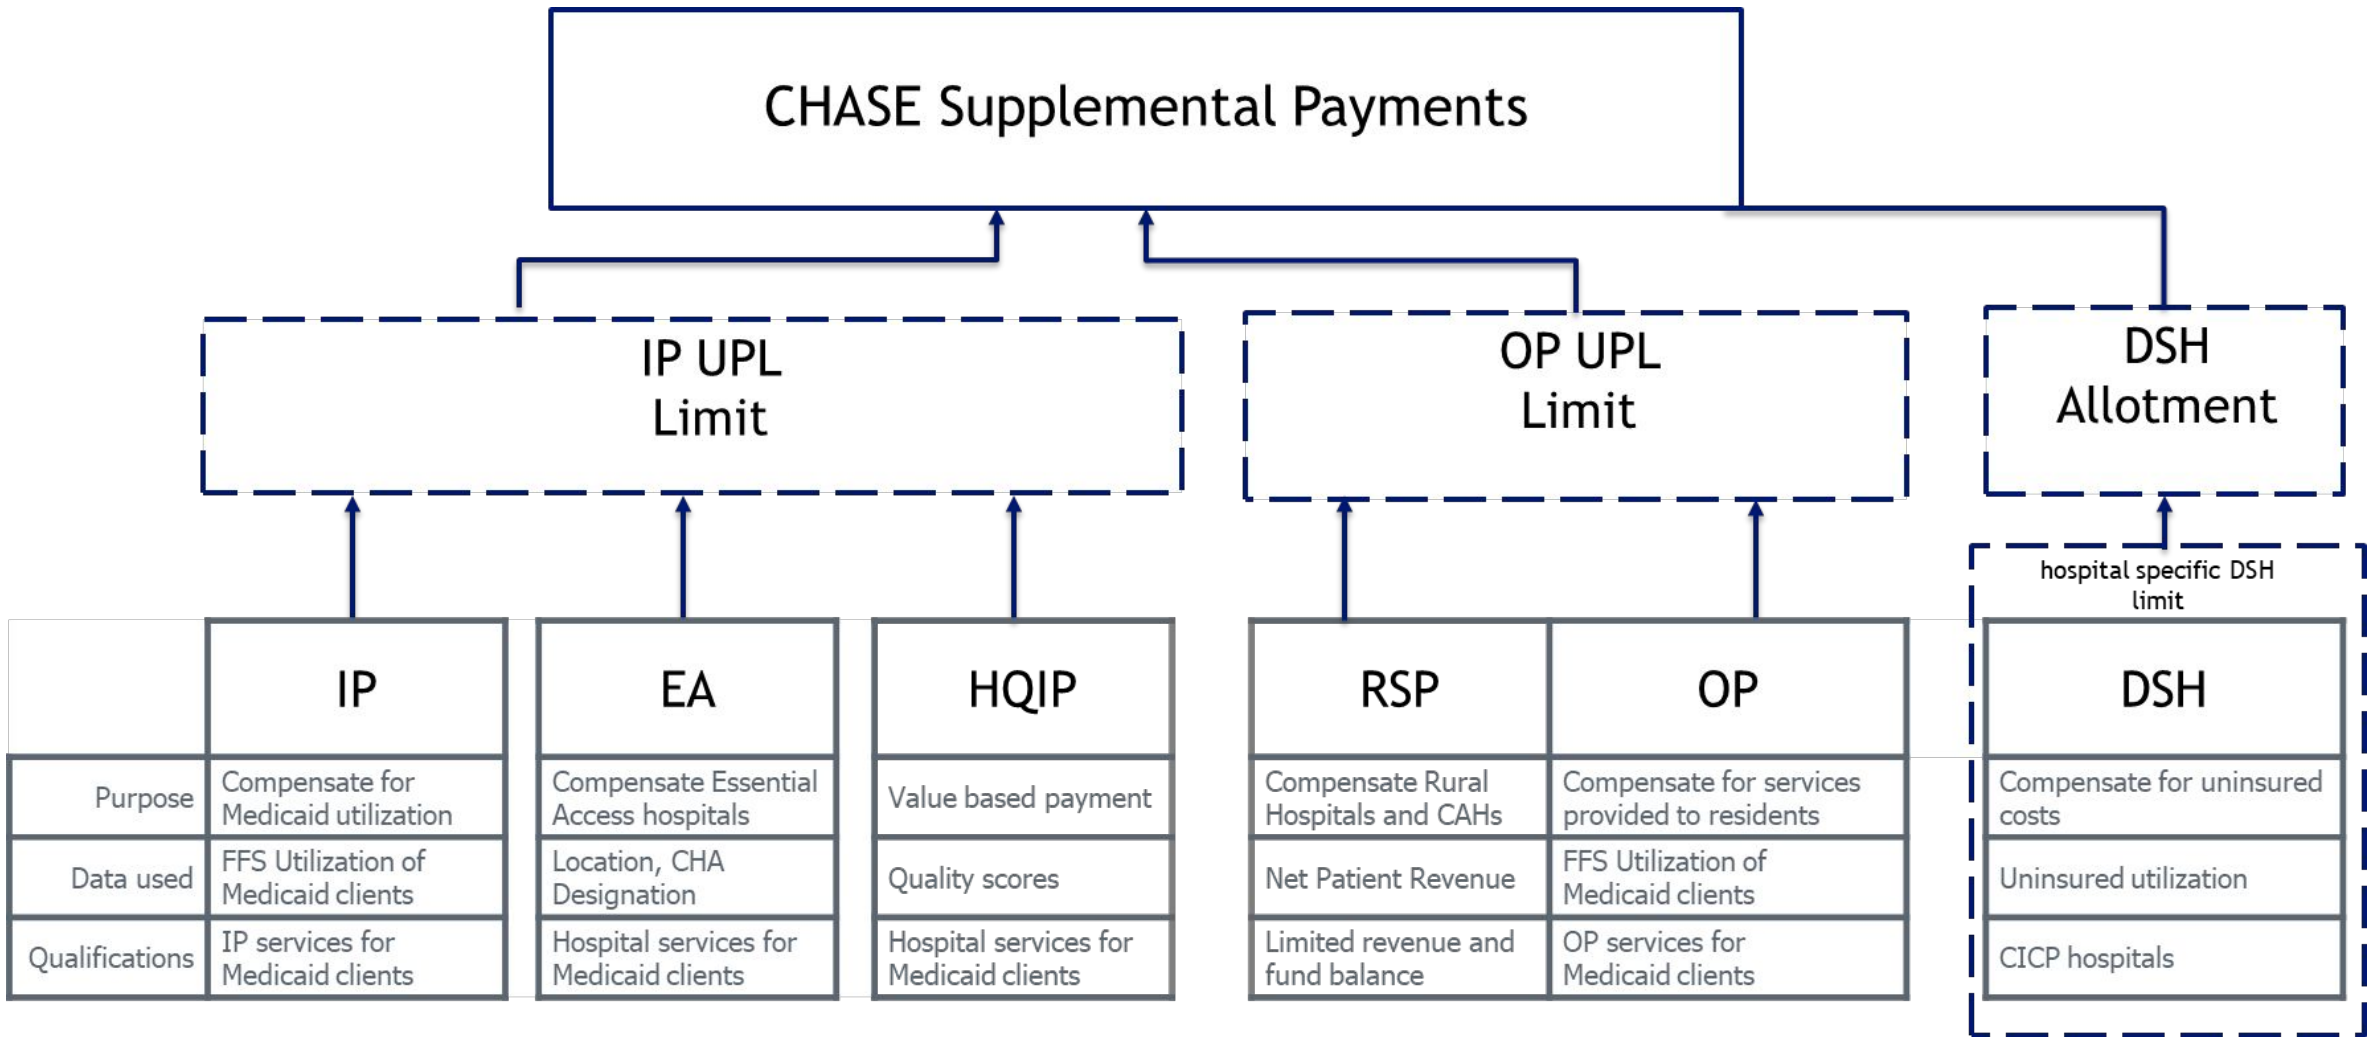 CHASE Supplemental Payments
IP UPL
Limit
OP UPL
Limit
DSH
Allotment
hospital specific DSH
limit
IP
EA
HQIP
RSP
OP
DSH
Purpose
Compensate for
Medicaid utilization
Compensate Essential
Access hospitals
Value based payment
Compensate Rural
Hospitals and CAHs
Compensate for services
provided to residents
Compensate for uninsured
costs
Data used
FFS Utilization of
Medicaid clients
Location, CHA
Designation
Quality scores
Net Patient Revenue
FFS Utilization of
Medicaid clients
Uninsured utilization
Qualifications
IP services for
Medicaid clients
Hospital services for
Medicaid clients
Hospital services for
Medicaid clients
Limited revenue and
fund balance
OP services for
Medicaid clients
CICP hospitals